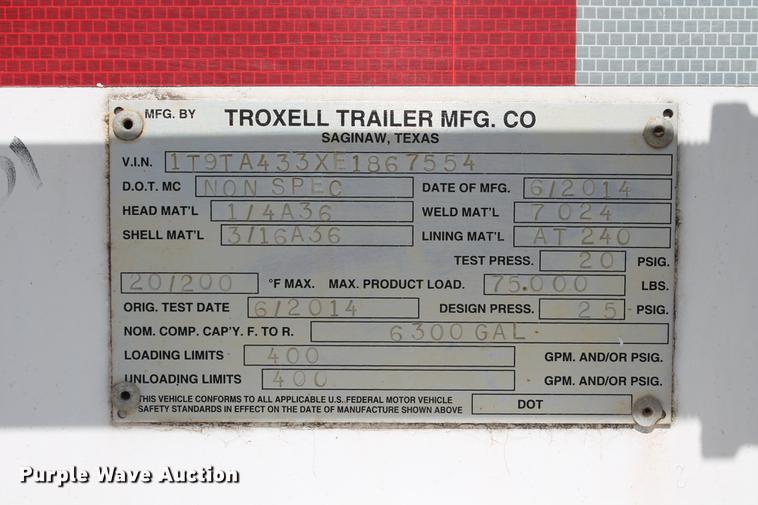 MFG. BY TROXELL TRAILER MFG. CO
SAGINAW, TEXAS
V.I.N. 1T9TA433XE1867554
D.O.T. MC NON SPEC DATE OF MFG. 6/2014
HEAD MAT'L 1/4A36 WELD MAT'L 7024
SHELL MAT'L 3/16A36 LINING MAT'L AT 240
TEST PRESS. 20 PSIG.
20/200 °F MAX. MAX. PRODUCT LOAD. 75.000 LBS.
ORIG. TEST DATE 6/2014 DESIGN PRESS. 25 PSIG.
NOM. COMP. CAP'Y. F. TO R. 6300 GAL.
LOADING LIMITS 400 GPM. AND/OR PSIG.
UNLOADING LIMITS 400 GPM. AND/OR PSIG.
THIS VEHICLE CONFORMS TO ALL APPLICABLE U.S. FEDERAL MOTOR VEHICLE
SAFETY STANDARDS IN EFFECT ON THE DATE OF MANUFACTURE SHOWN ABOVE DOT
Purple Wave Auction